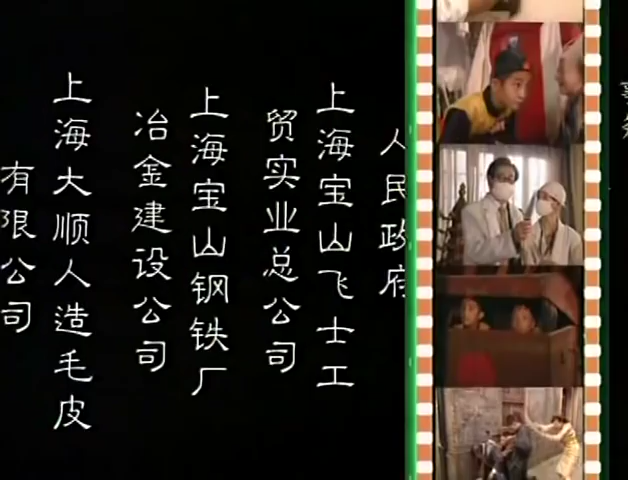 人民政府
上海宝山飞士工
贸实业总公司
上海宝山钢铁厂
冶金建设公司
上海大顺人造毛皮
有限公司